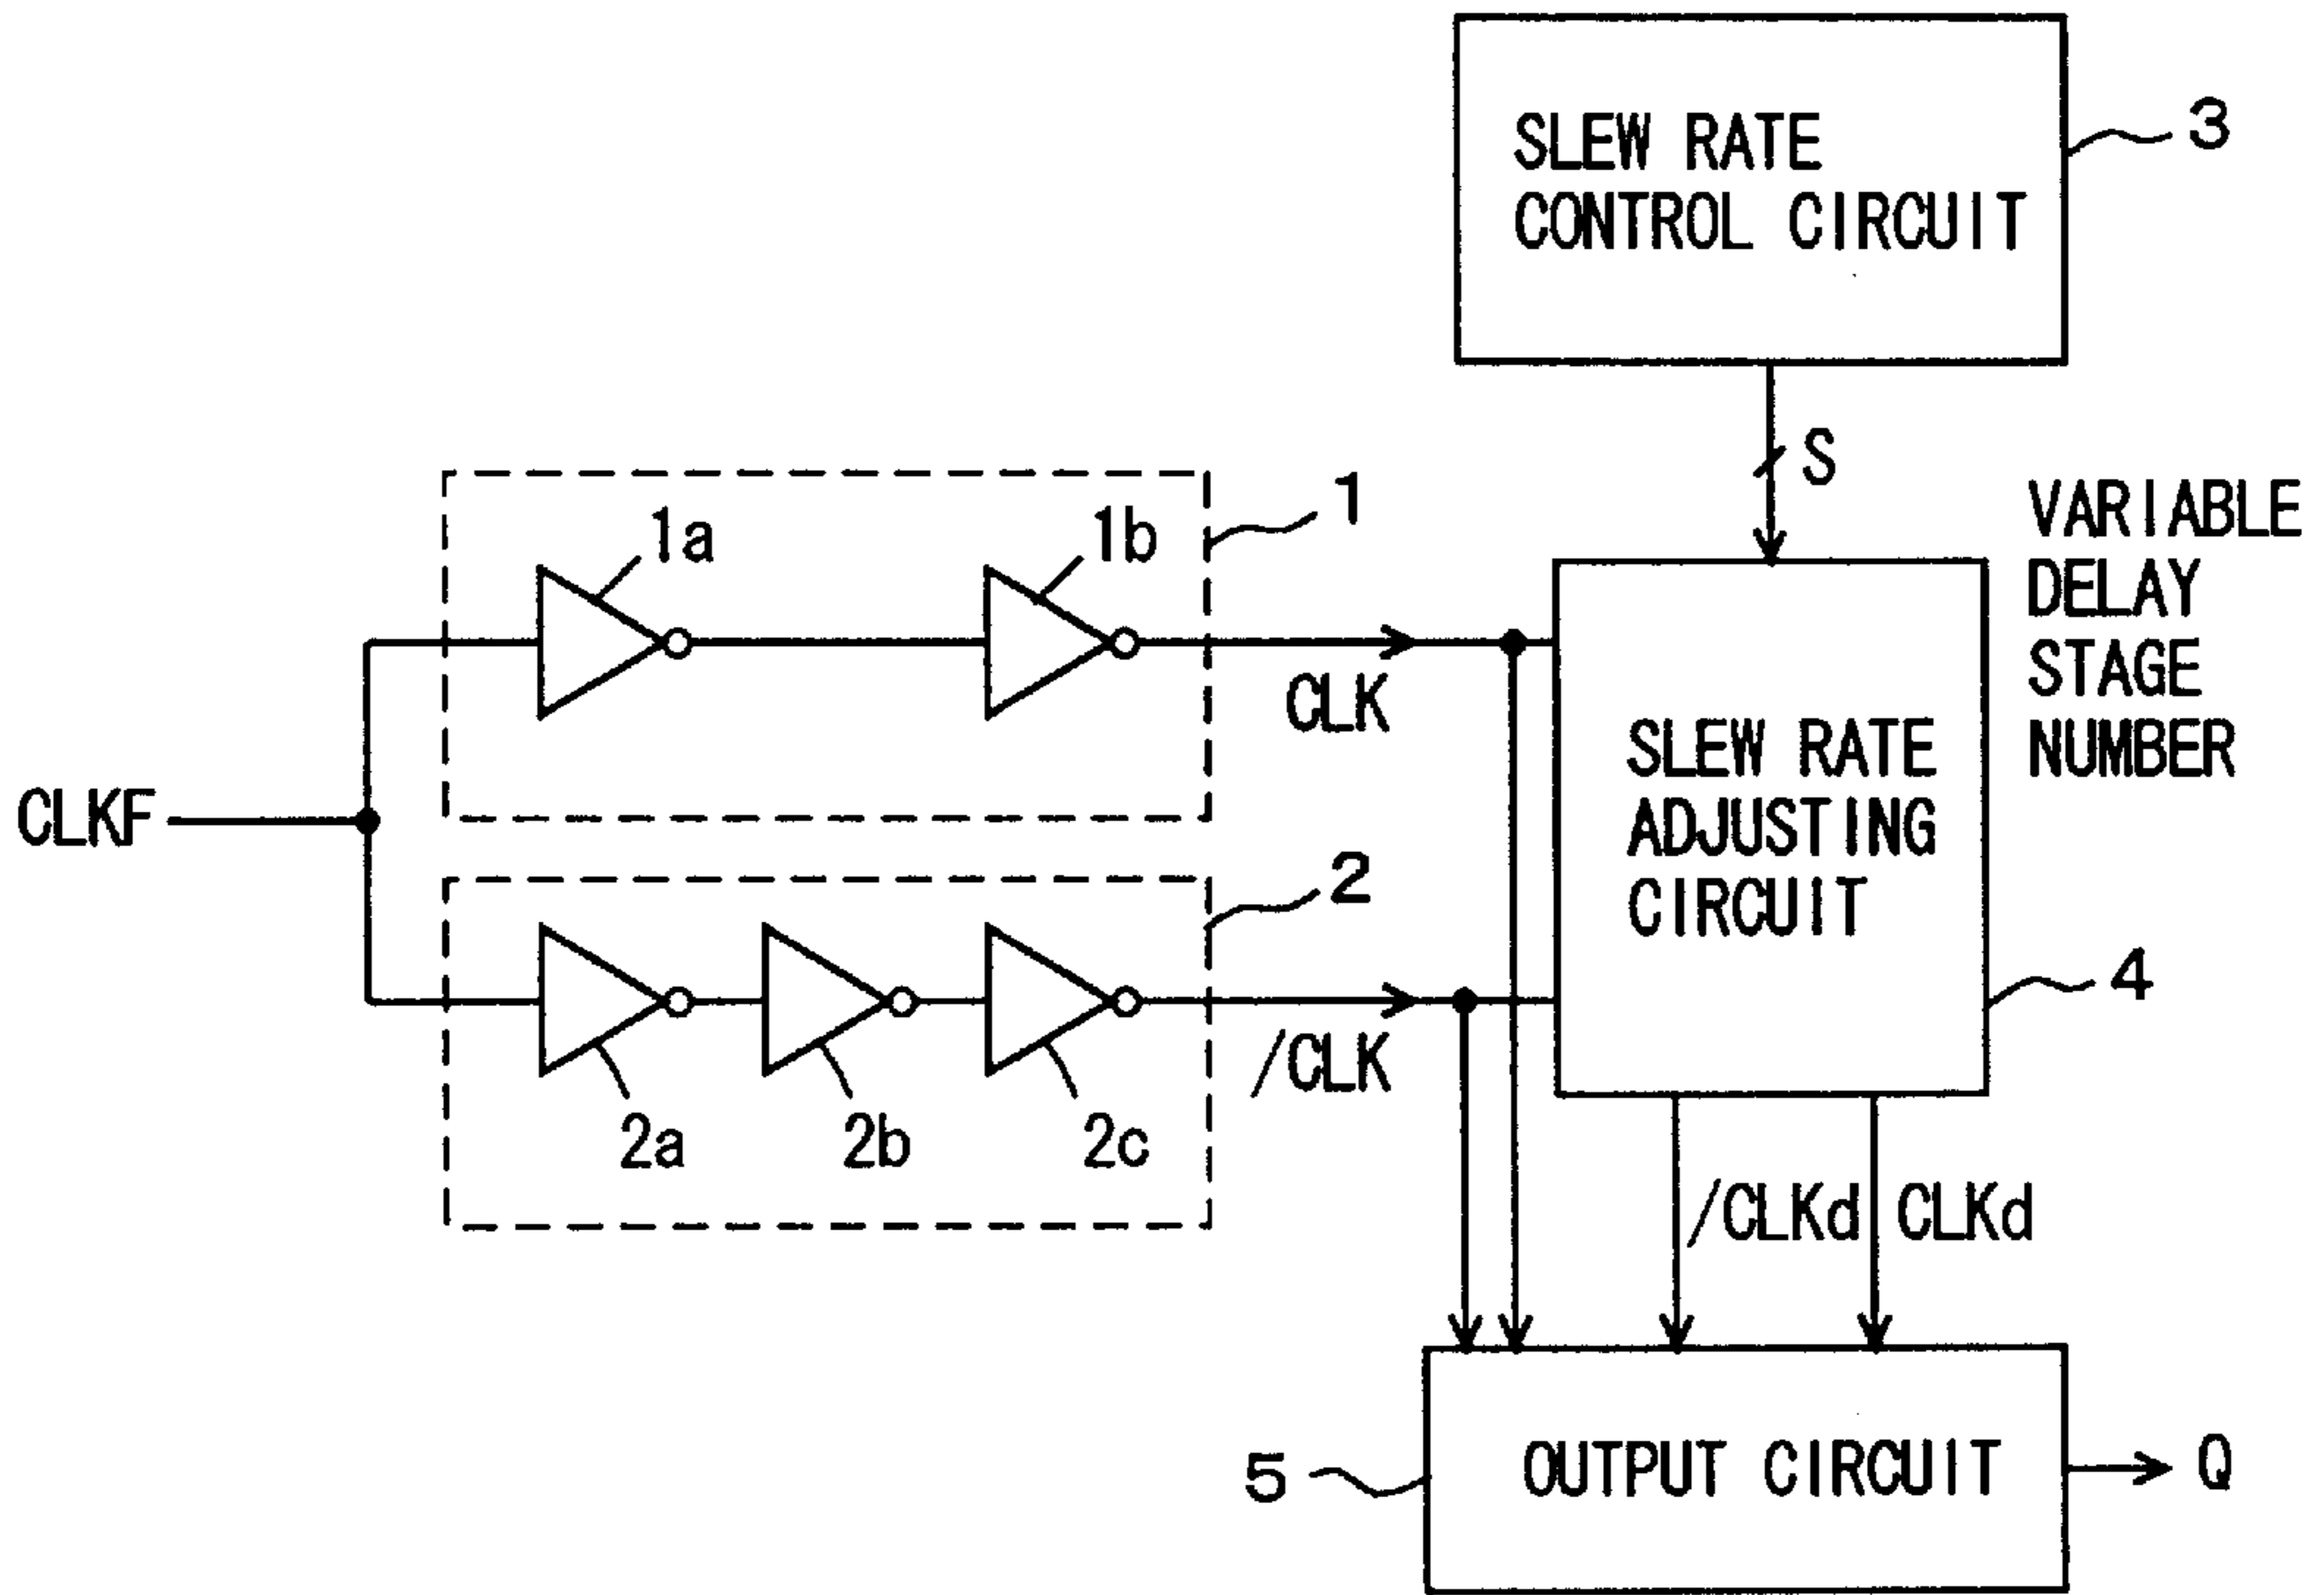 SLEW RATE
CONTROL CIRCUIT
3
S
VARIABLE
DELAY
STAGE
NUMBER
1
1a
1b
CLK
SLEW RATE
ADJUSTING
CIRCUIT
4
CLKF
2
2a
2b
2c
/CLK
/CLKd
CLKd
5
OUTPUT CIRCUIT
Q